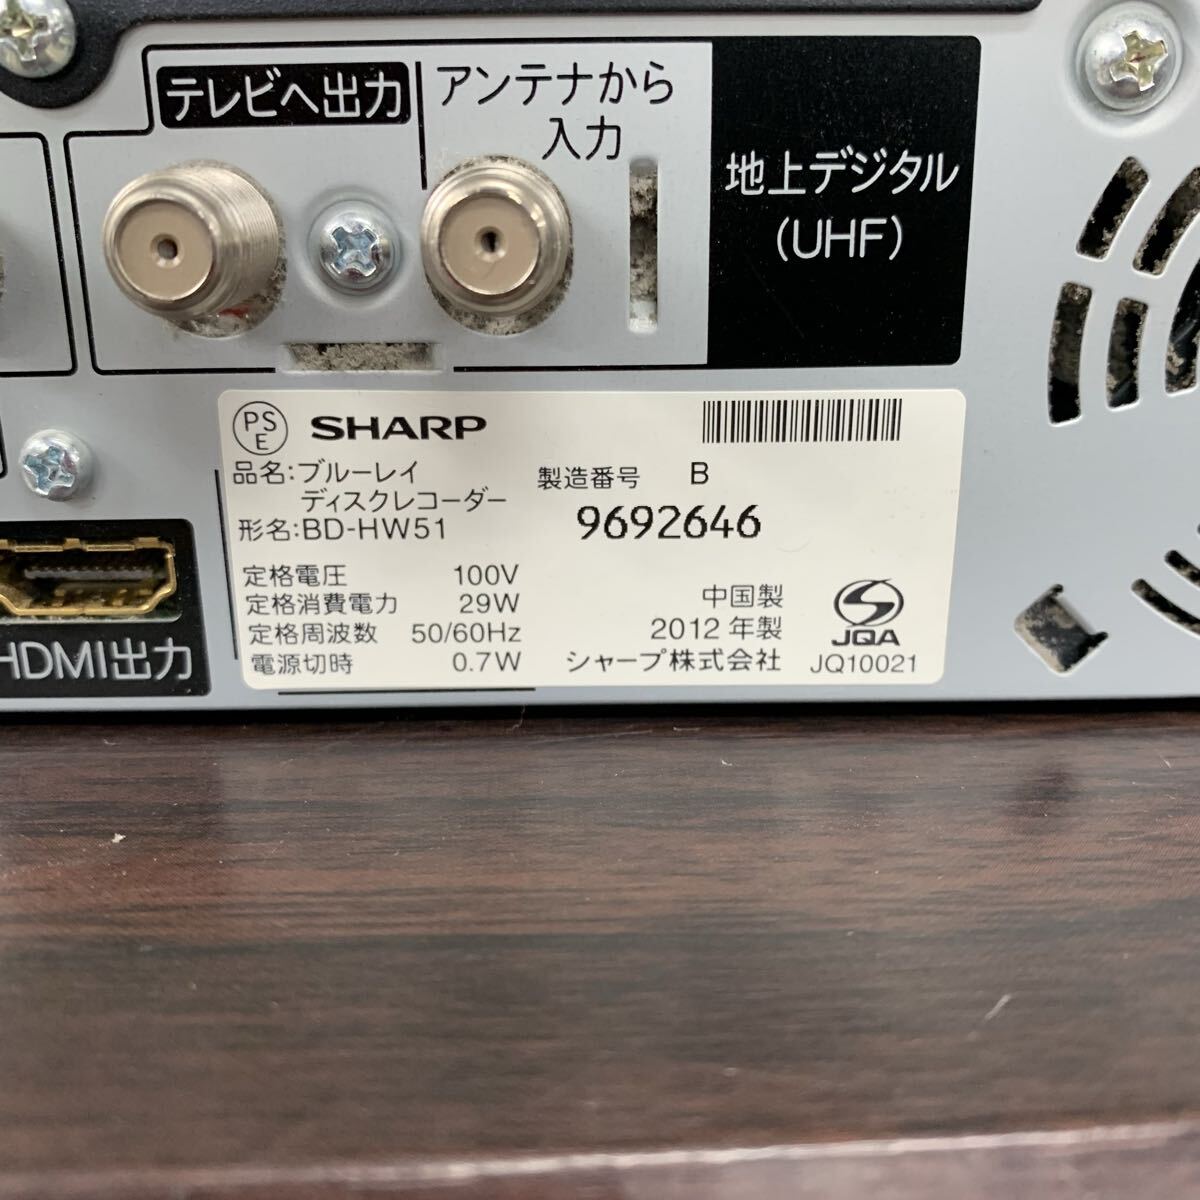 テレビへ出力
アンテナから
入力
地上デジタル
(UHF)
HDMI出力
PS
E
SHARP
品名:ブルーレイ
ディスクレコーダー
形名:BD-HW51
製造番号 B
9692646
定格電圧 100V
定格消費電力 29W
定格周波数 50/60Hz
電源切時 0.7W
中国製
2012年製
シャープ株式会社
JQA
JQ10021